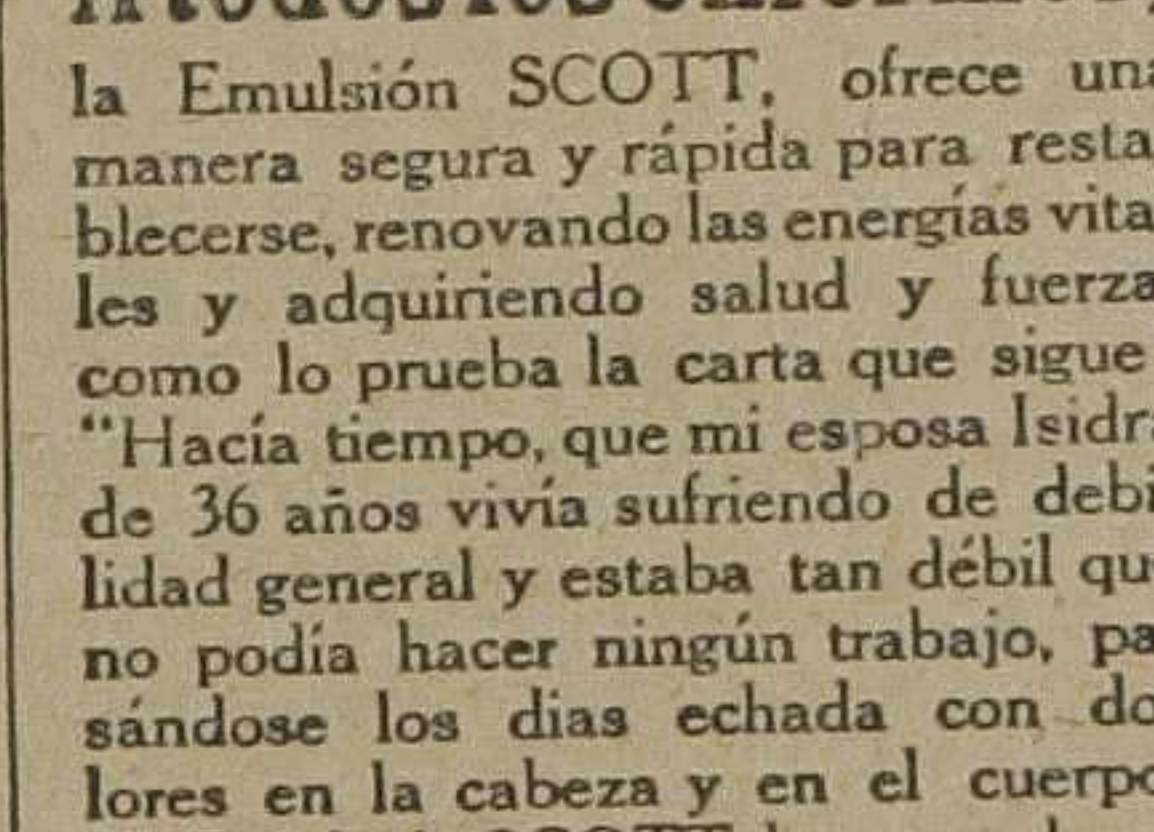 la Emulsión SCOTT, ofrece una
manera segura y rápida para resta
blecerse, renovando las energías vita
les y adquiriendo salud y fuerza
como lo prueba la carta que sigue
“Hacía tiempo, que mi esposa Isidra
de 36 años vivía sufriendo de debi
lidad general y estaba tan débil qu
no podía hacer ningún trabajo, pa
sándose los dias echada con do
lores en la cabeza y en el cuerpo
SCOTT